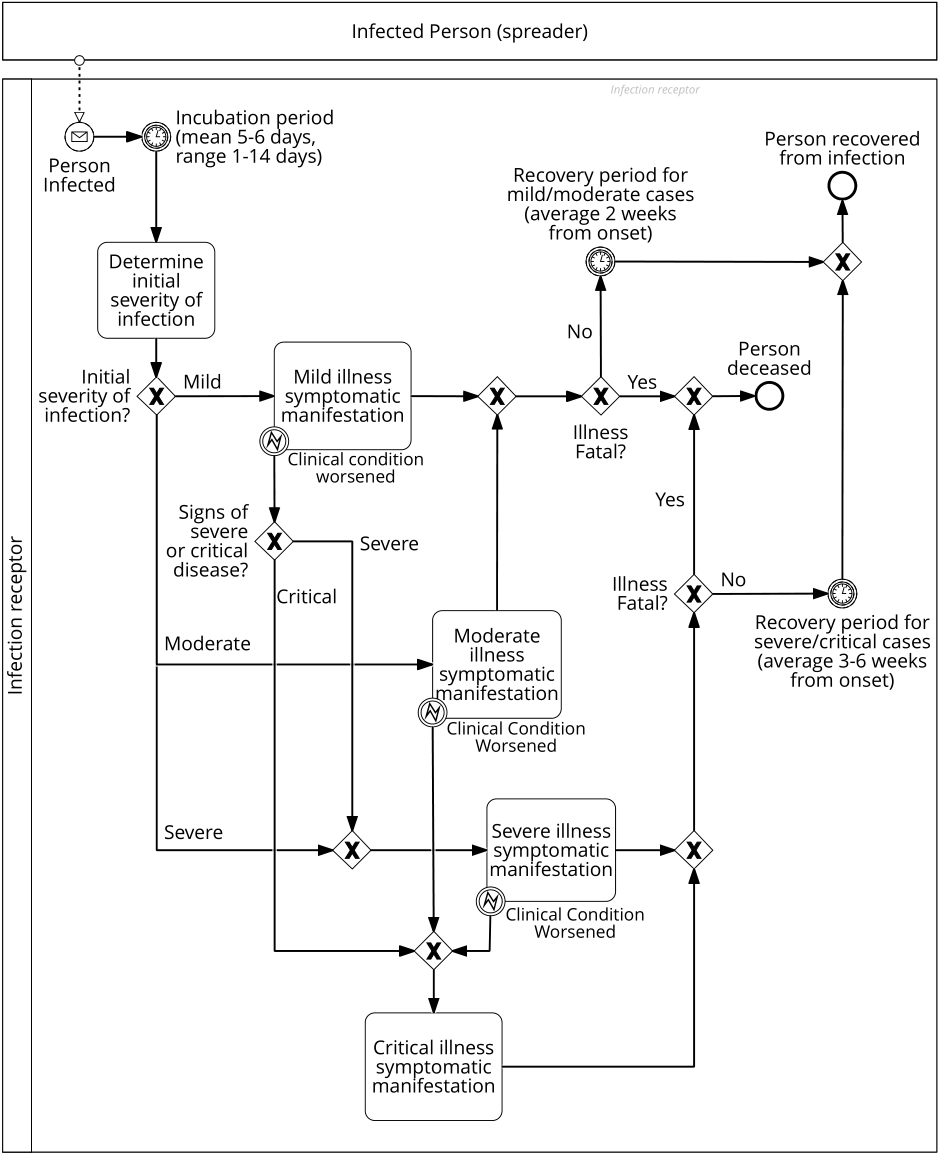 Infected Person (spreader)
Infection receptor
Infection receptor
Incubation period
(mean 5-6 days,
range 1-14 days)
Person
Infected
Person recovered
from infection
Recovery period for
mild/moderate cases
(average 2 weeks
from onset)
Determine
initial
severity of
infection
No
Initial
severity of
infection?
Mild
Mild illness
symptomatic
manifestation
Yes
Person
deceased
Illness
Fatal?
Clinical condition
worsened
Signs of
severe
or critical
disease?
Severe
Yes
Critical
Illness
Fatal?
No
Recovery period for
severe/critical cases
(average 3-6 weeks
from onset)
Moderate
Moderate
illness
symptomatic
manifestation
Clinical Condition
Worsened
Severe
Severe illness
symptomatic
manifestation
Clinical Condition
Worsened
Critical illness
symptomatic
manifestation